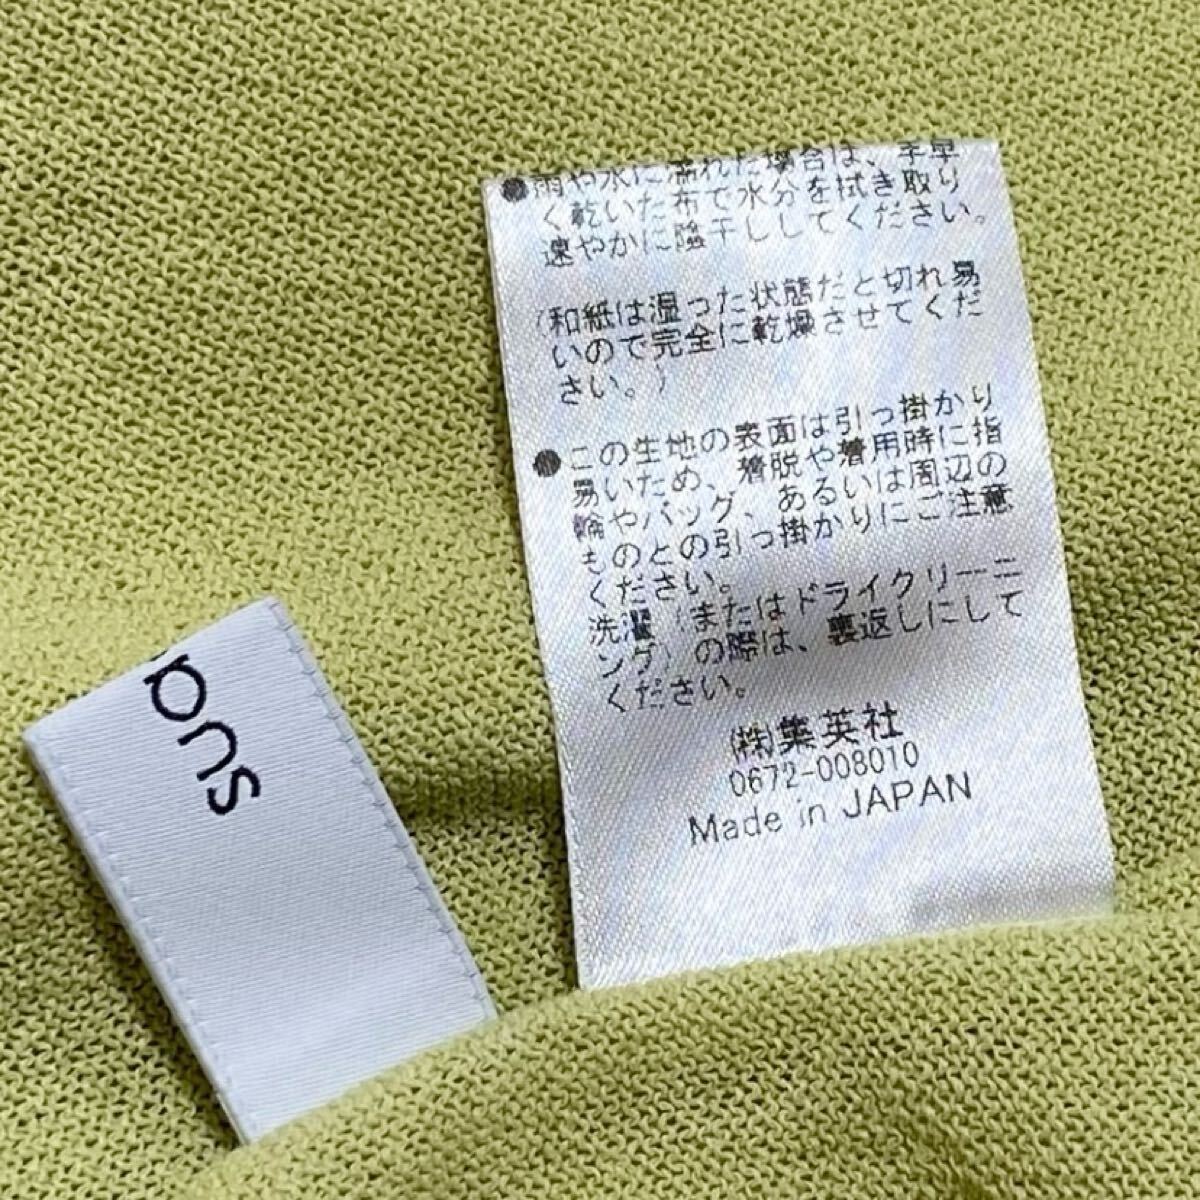 ●雨や水に濡れた場合は、手早
く乾いた布で水分を拭き取り
速やかに陰干ししてください。
(和紙は湿った状態だと切れ易
いので完全に乾燥させてくだ
さい。)
●この生地の表面は引っ掛かり
易いため、着脱や着用時に指
輪やバッグ、あるいは周辺の
ものとの引っ掛かりにご注意
ください。
洗濯(またはドライクリーニ
ング)の際は、裏返しにして
ください。
(株)集英社
0672-008010
Made in JAPAN